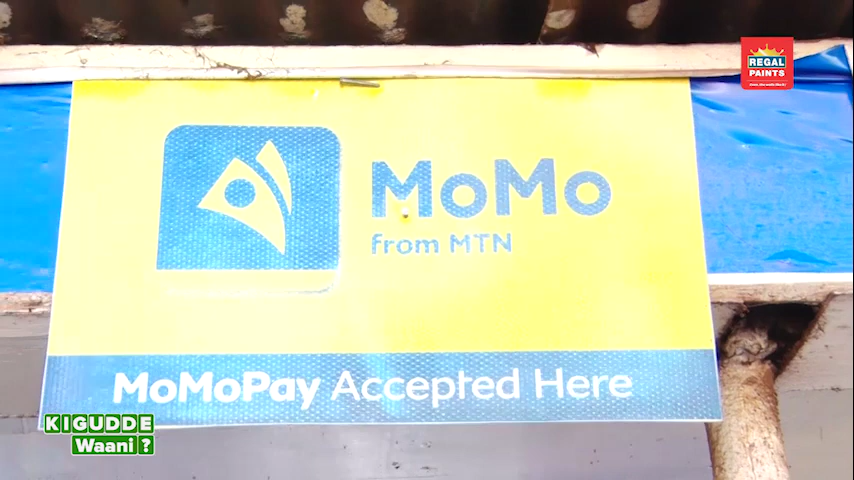 REGAL
PAINTS
MoMo
from MTN
MoMoPay Accepted Here
KIGUDDE
Waani ?